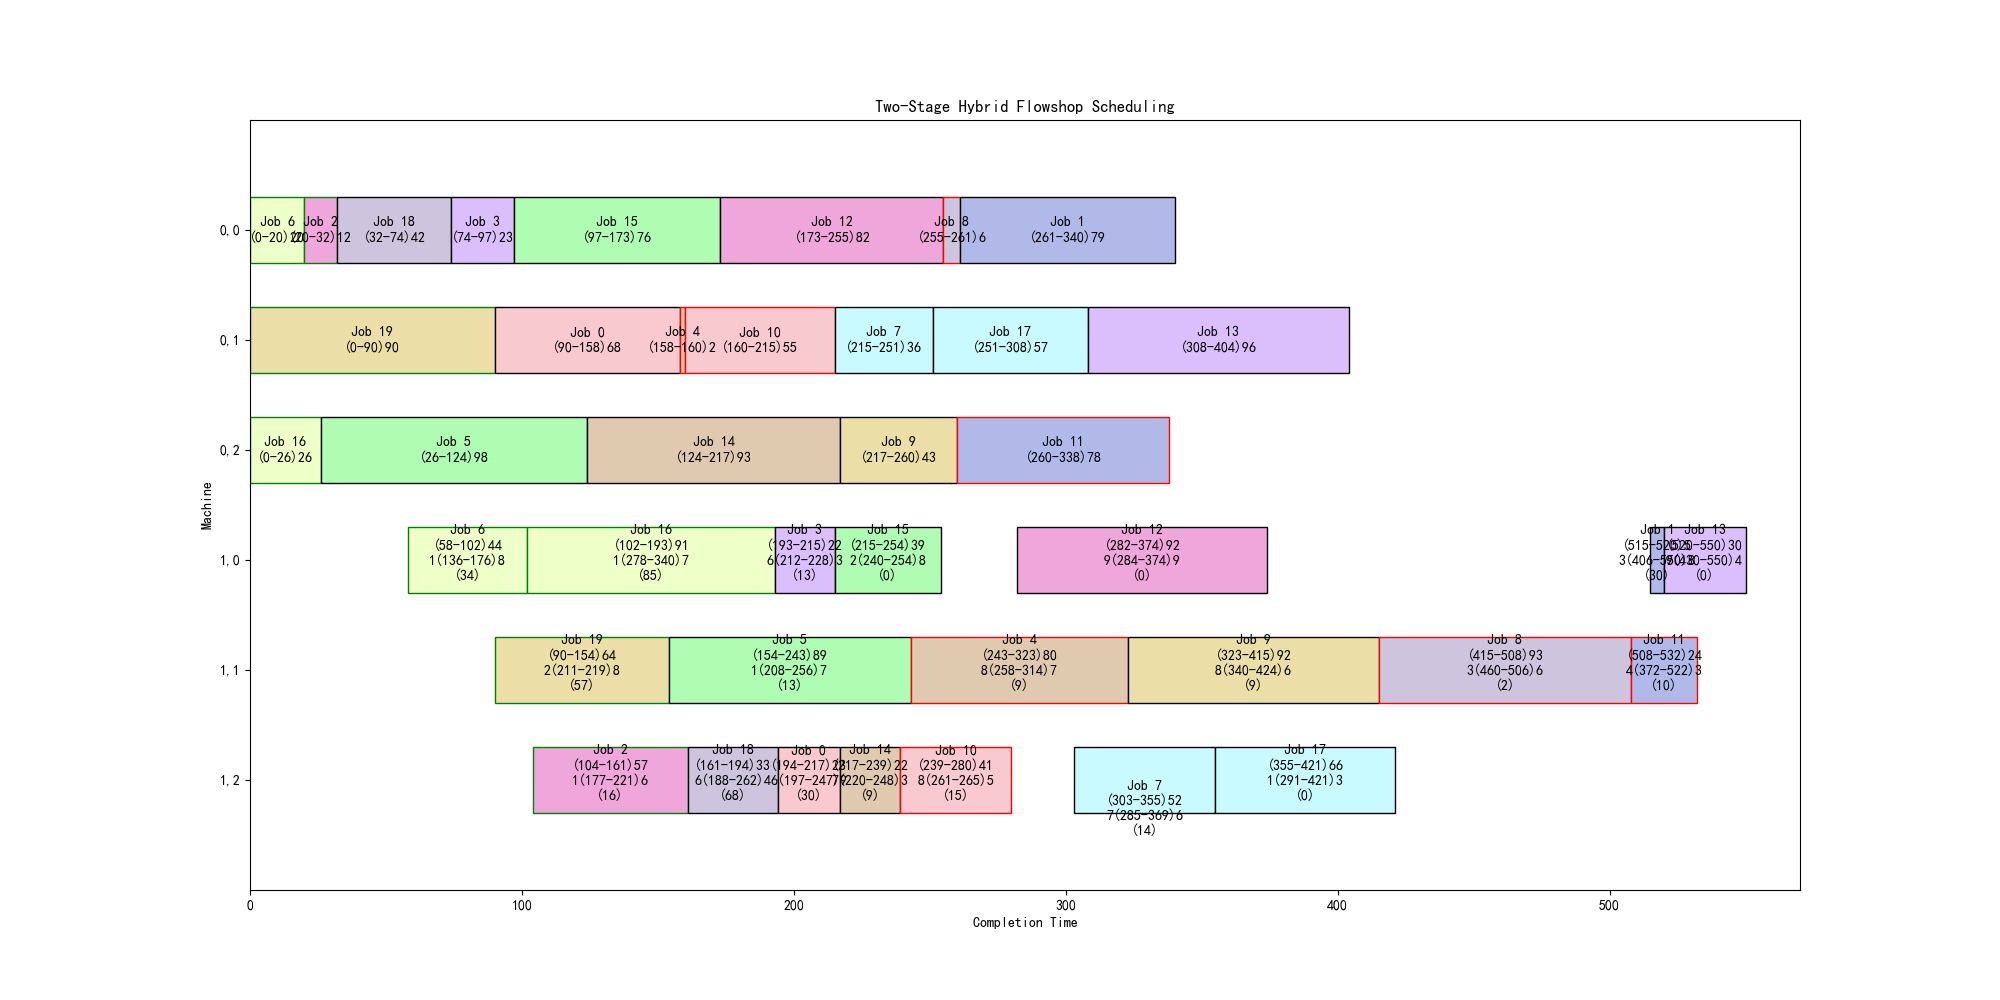 Two-Stage Hybrid Flowshop Scheduling
0,0
Job 6
(0-20)20
Job 2
(20-32)12
Job 18
(32-74)42
Job 3
(74-97)23
Job 15
(97-173)76
Job 12
(173-255)82
Job 8
(255-261)6
Job 1
(261-340)79
0,1
Job 19
(0-90)90
Job 0
(90-158)68
Job 4
(158-160)2
Job 10
(160-215)55
Job 7
(215-251)36
Job 17
(251-308)57
Job 13
(308-404)96
0,2
Job 16
(0-26)26
Job 5
(26-124)98
Job 14
(124-217)93
Job 9
(217-260)43
Job 11
(260-338)78
Machine
1,0
Job 6
(58-102)44
1(136-176)8
(34)
Job 16
(102-193)91
1(278-340)7
(85)
Job 3
(193-215)22
6(212-228)3
(13)
Job 15
(215-254)39
2(240-254)8
(0)
Job 12
(282-374)92
9(284-374)9
(0)
Job 1
(515-520)5
(30)
Job 13
(520-550)30
(0)
1,1
Job 19
(90-154)64
2(211-219)8
(57)
Job 5
(154-243)89
1(208-256)7
(13)
Job 4
(243-323)80
8(258-314)7
(9)
Job 9
(323-415)92
8(340-424)6
(9)
Job 8
(415-508)93
3(460-506)6
(2)
Job 11
(508-532)24
4(372-522)3
(10)
1,2
Job 2
(104-161)57
1(177-221)6
(16)
Job 18
(161-194)33
6(188-262)4
(68)
Job 0
(194-217)23
(30)
Job 14
(217-239)22
(9)
Job 10
(239-280)41
8(261-265)5
(15)
Job 7
(303-355)52
7(285-369)6
(14)
Job 17
(355-421)66
1(291-421)3
(0)
0 100 200 300 400 500
Completion Time